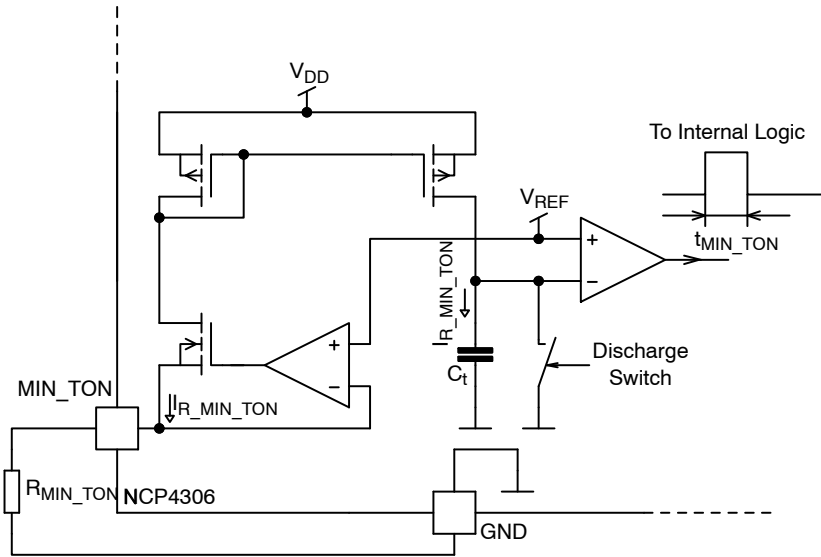 VDD
To Internal Logic
VREF
+
−
tMIN_TON
IR_MIN_TON
+
−
Ct
Discharge
Switch
MIN_TON
IR_MIN_TON
RMIN_TON
NCP4306
GND